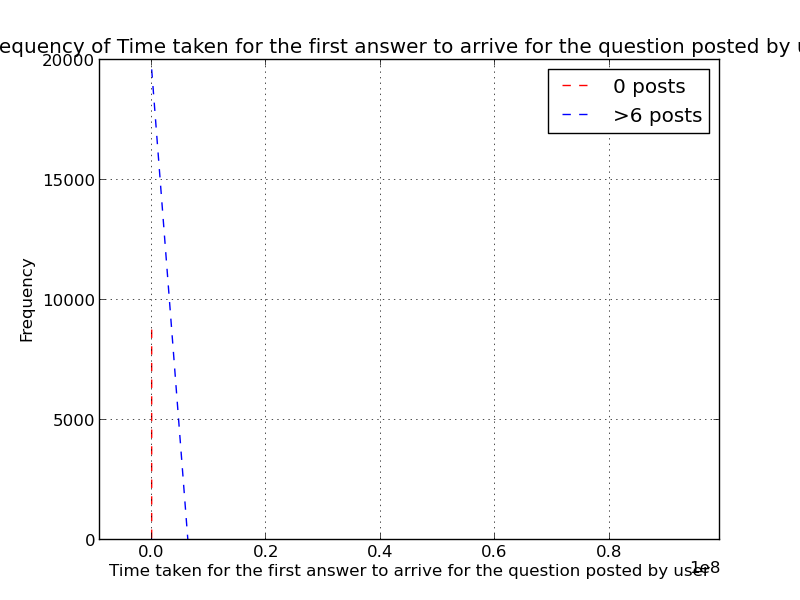 equency of Time taken for the first answer to arrive for the question posted by u
20000
0 posts
>6 posts
15000
10000
5000
0
Frequency
0.0 0.2 0.4 0.6 0.8
1e8
Time taken for the first answer to arrive for the question posted by user